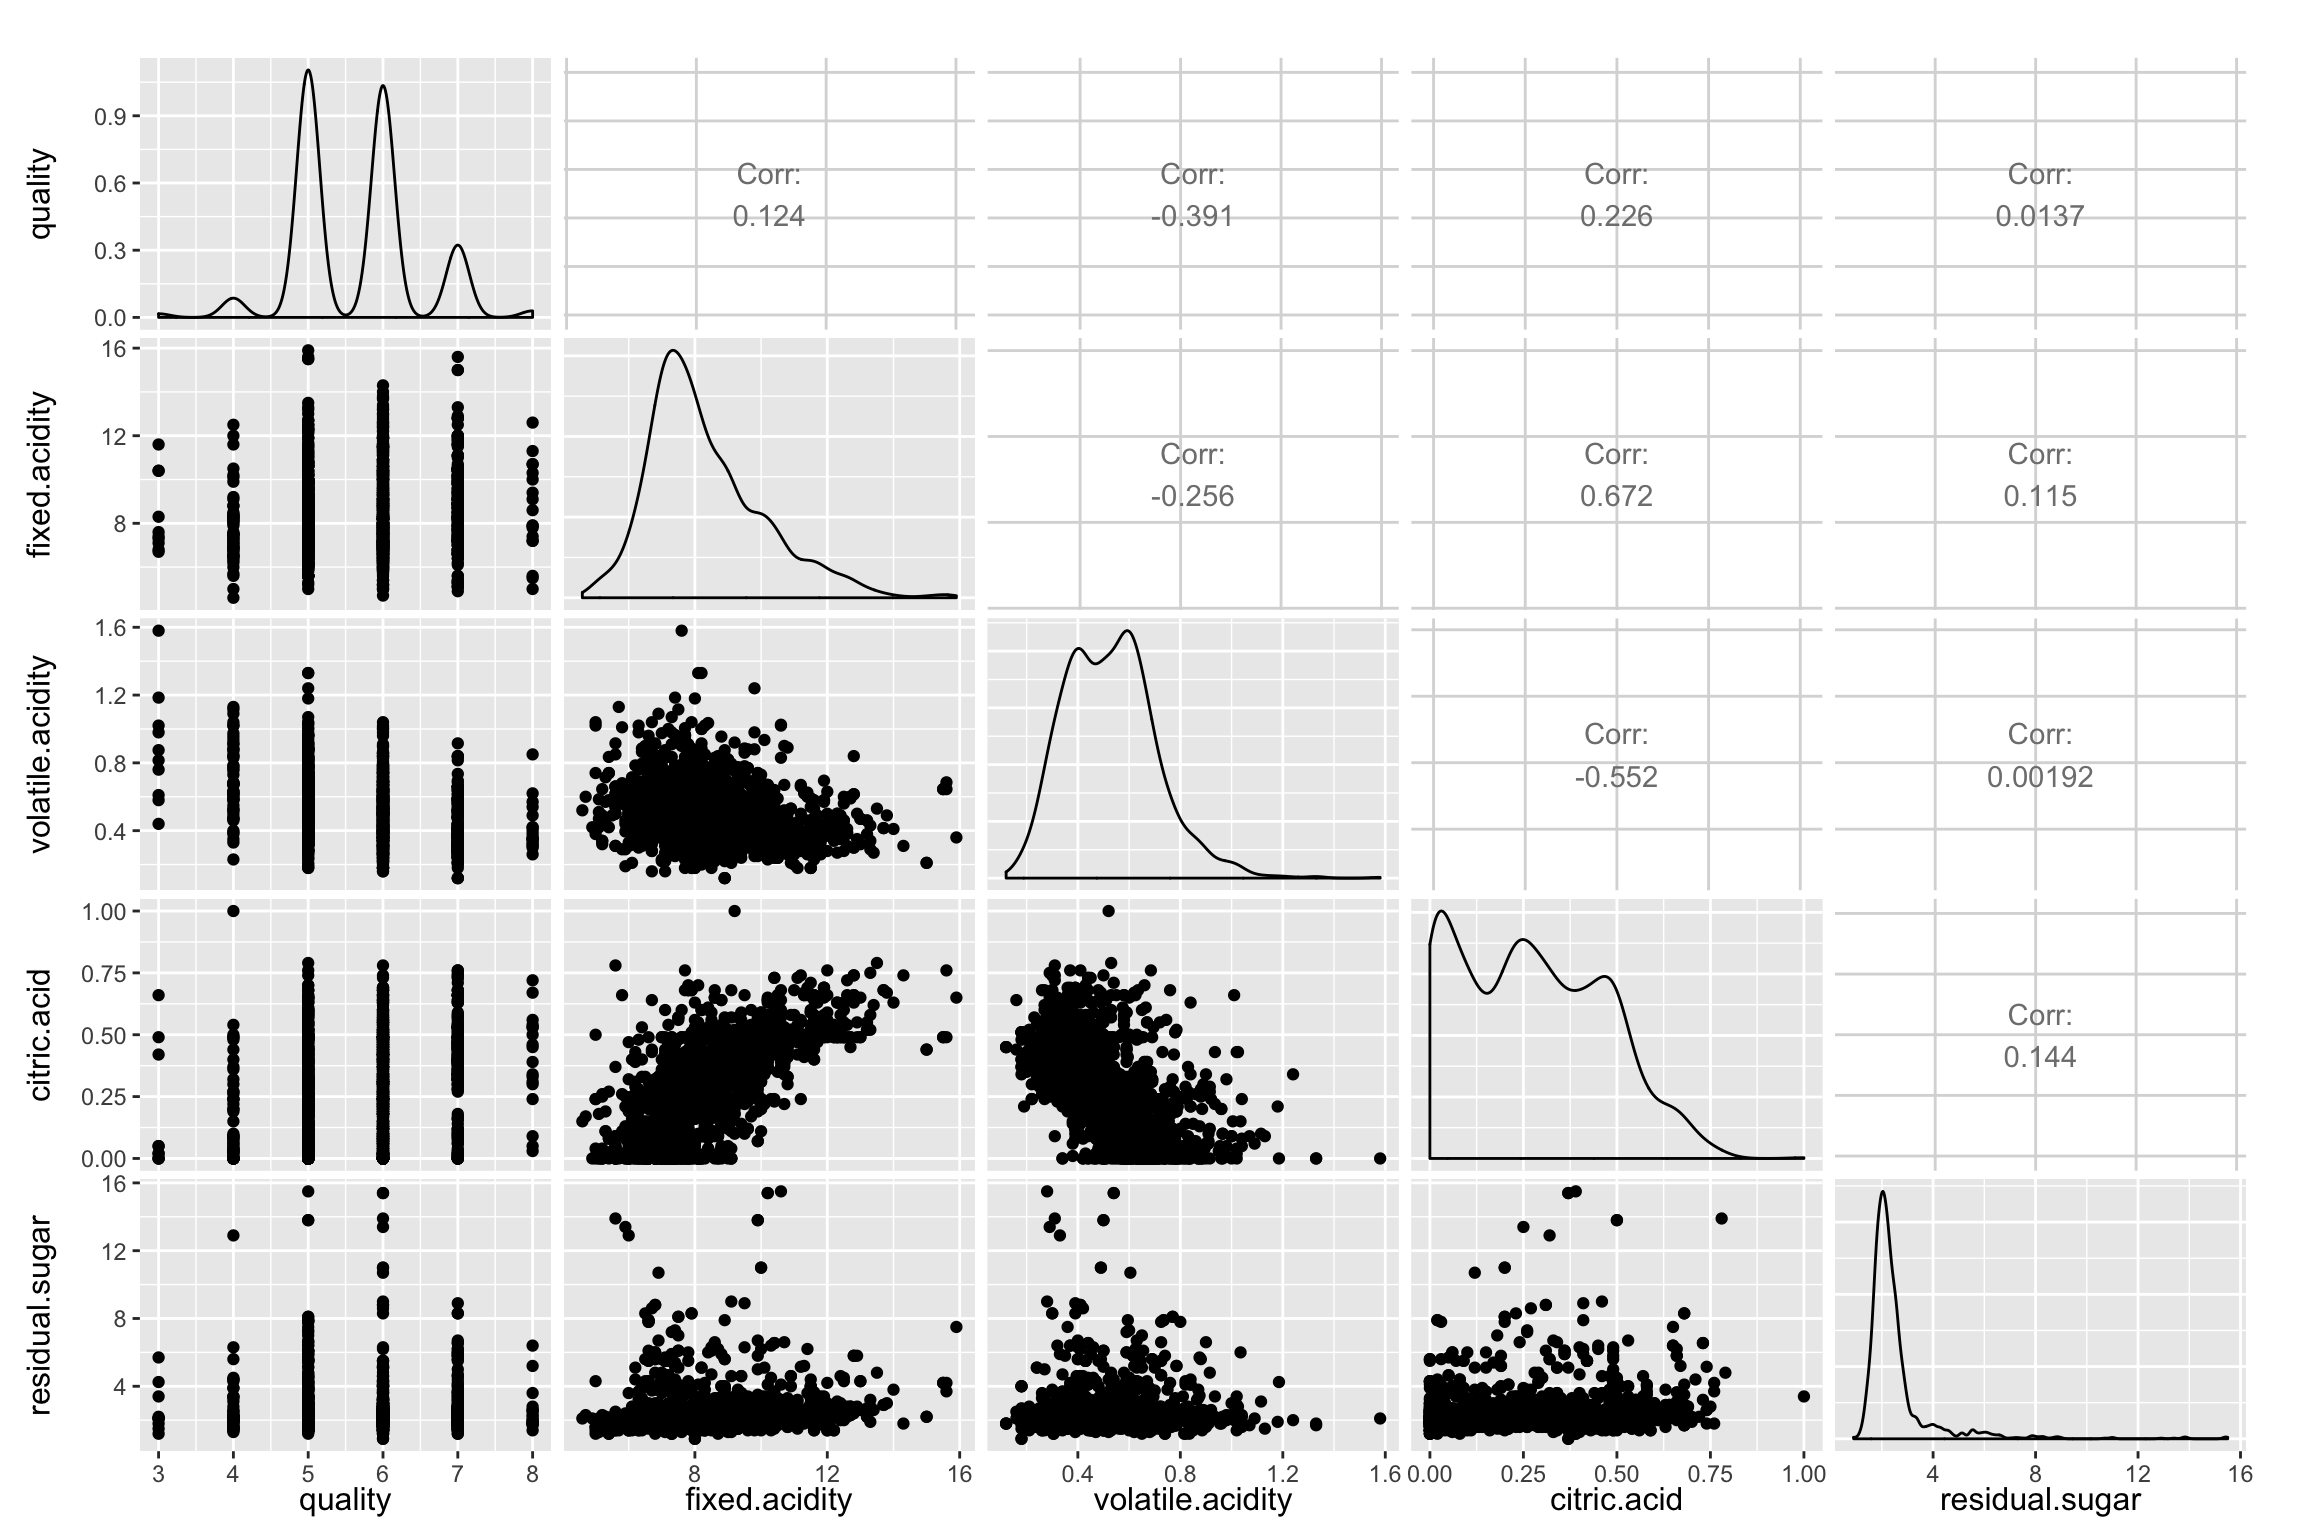 quality
0.9
0.6
0.3
0.0
Corr:
0.124
Corr:
-0.391
Corr:
0.226
Corr:
0.0137
fixed.acidity
16
12
8
Corr:
-0.256
Corr:
0.672
Corr:
0.115
volatile.acidity
1.6
1.2
0.8
0.4
Corr:
-0.552
Corr:
0.00192
citric.acid
1.00
0.75
0.50
0.25
0.00
Corr:
0.144
residual.sugar
16
12
8
4
3 4 5 6 7 8
8 12 16
0.4 0.8 1.2 1.6
0.00 0.25 0.50 0.75 1.00
4 8 12 16
quality
fixed.acidity
volatile.acidity
citric.acid
residual.sugar